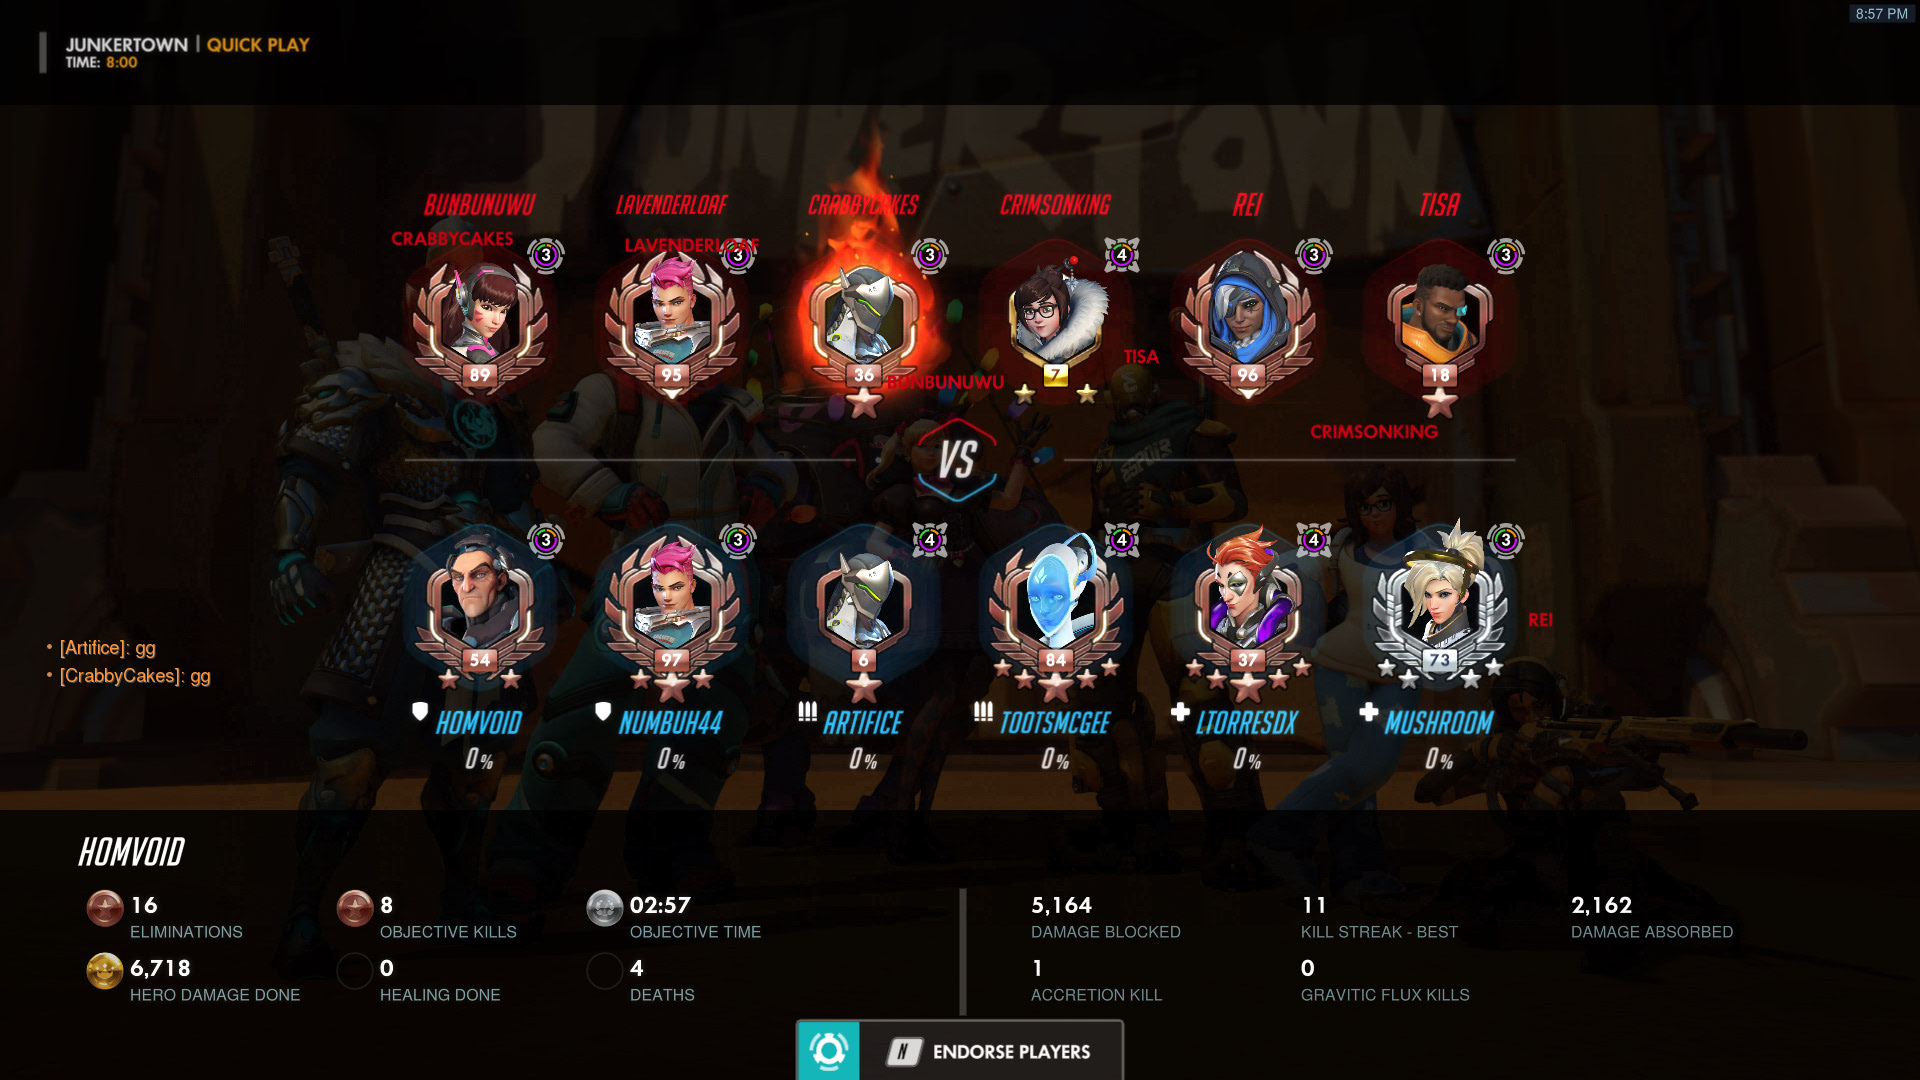 8:57 PM
JUNKERTOWN | QUICK PLAY
TIME: 8:00
JUNKERTOWN
BUNBUNUWU LAVENDERLOAF CRABBYCAKES CRIMSONKING REI TISA
CRABBYCAKES LAVENDERLOAF
3 3 3 4 3 3
TISA
89 95 36 7 96 18
BUNBUNUWU
CRIMSONKING
VS
3 3 4 4 4 3
REI
[Artifice]: gg
54 97 6 84 37 73
[CrabbyCakes]: gg
HOMVOID NUMBUH44 ARTIFICE TOOTSMCGEE LTORRESDX MUSHROOM
0% 0% 0% 0% 0% 0%
HOMVOID
16 8 02:57 5,164 11 2,162
ELIMINATIONS OBJECTIVE KILLS OBJECTIVE TIME DAMAGE BLOCKED KILL STREAK - BEST DAMAGE ABSORBED
6,718 0 4 1 0
HERO DAMAGE DONE HEALING DONE DEATHS ACCRETION KILL GRAVITIC FLUX KILLS
N ENDORSE PLAYERS